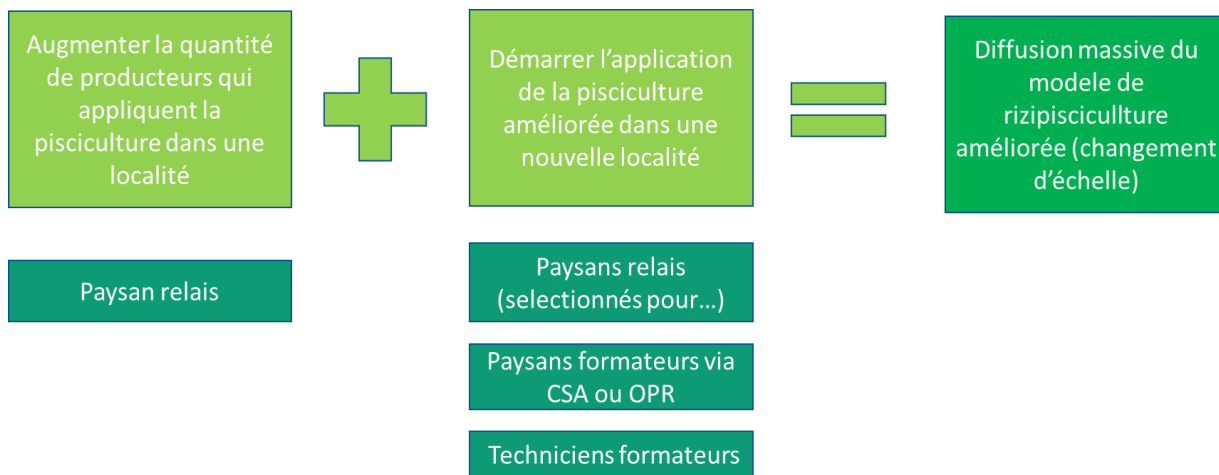 Augmenter la quantité
de producteurs qui
appliquent la
pisciculture dans une
localité
Démarrer l'application
de la pisciculture
améliorée dans une
nouvelle localité
Diffusion massive du
modele de
rizipiscicullture
améliorée (changement
d'échelle)
Paysan relais
Paysans relais
(selectionnés pour...)
Paysans formateurs via
CSA ou OPR
Techniciens formateurs